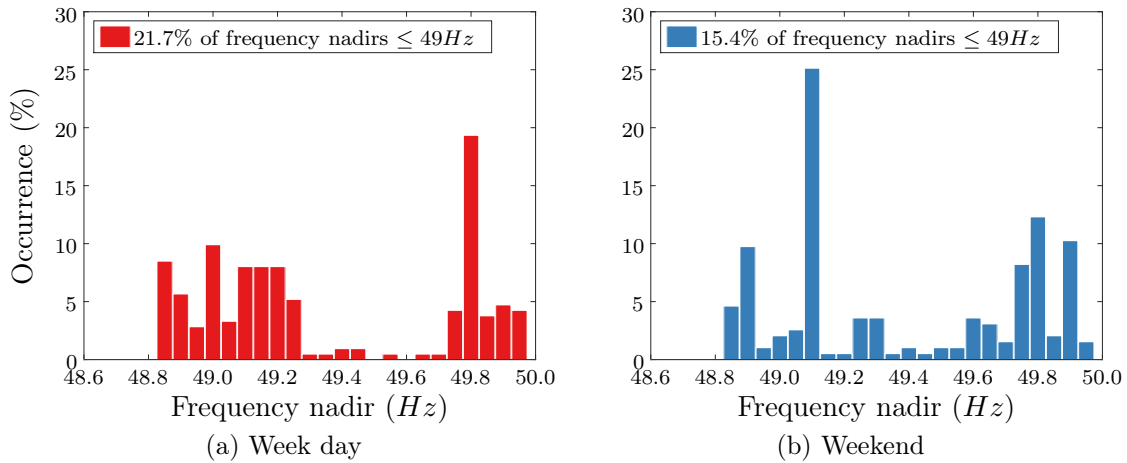 21.7% of frequency nadirs ≤ 49Hz
Occurrence (%)
30
25
20
15
10
5
0
48.6 48.8 49.0 49.2 49.4 49.6 49.8 50.0
Frequency nadir (Hz)
(a) Week day
15.4% of frequency nadirs ≤ 49Hz
30
25
20
15
10
5
0
48.6 48.8 49.0 49.2 49.4 49.6 49.8 50.0
Frequency nadir (Hz)
(b) Weekend